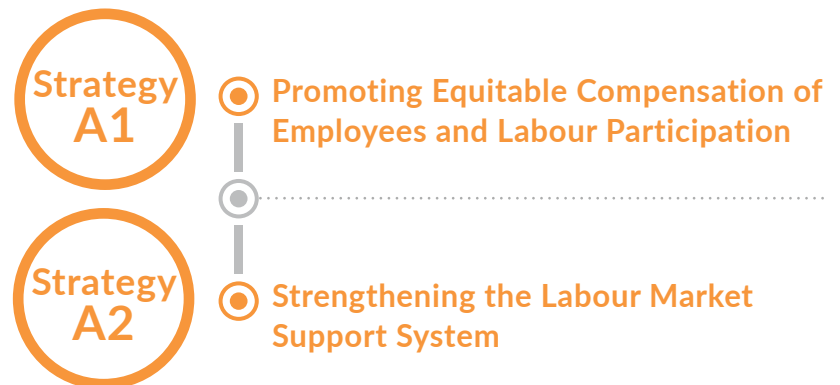 Strategy
A1
Promoting Equitable Compensation of
Employees and Labour Participation
Strategy
A2
Strengthening the Labour Market
Support System